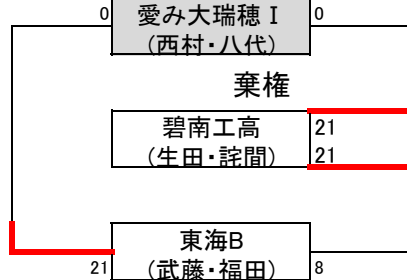 0 愛み大瑞穂Ⅰ 0
(西村・八代)
棄権
碧南工高 21
(生田・詫間) 21
東海B
21 (武藤・福田) 8